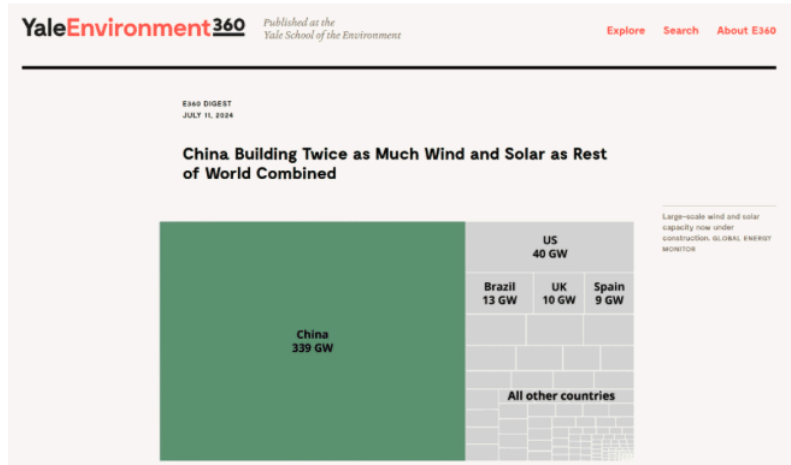 YaleEnvironment360
Published at the
Yale School of the Environment
Explore Search About E360
E360 DIGEST
JULY 11, 2024
China Building Twice as Much Wind and Solar as Rest
of World Combined
Large-scale wind and solar
capacity now under
construction. GLOBAL ENERGY
MONITOR
US
40 GW
Brazil
13 GW
UK
10 GW
Spain
9 GW
China
339 GW
All other countries